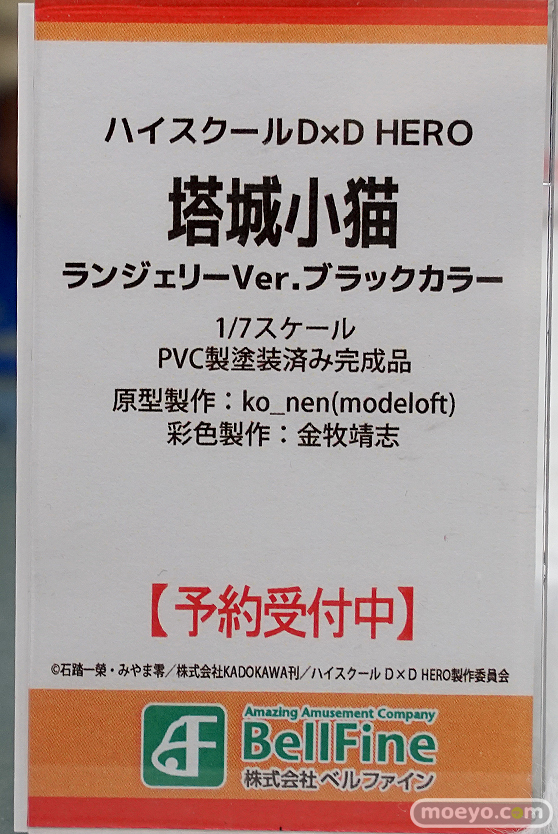 ハイスクールD×D HERO
塔城小猫
ランジェリーVer.ブラックカラー
1/7スケール
PVC製塗装済み完成品
原型製作：ko_nen(modeloft)
彩色製作：金牧靖志
【予約受付中】
©石踏一榮・みやま零／株式会社KADOKAWA刊／ハイスクール D×D HERO製作委員会
Amazing Amusement Company
BellFine
株式会社 ベルファイン
moeyo.com